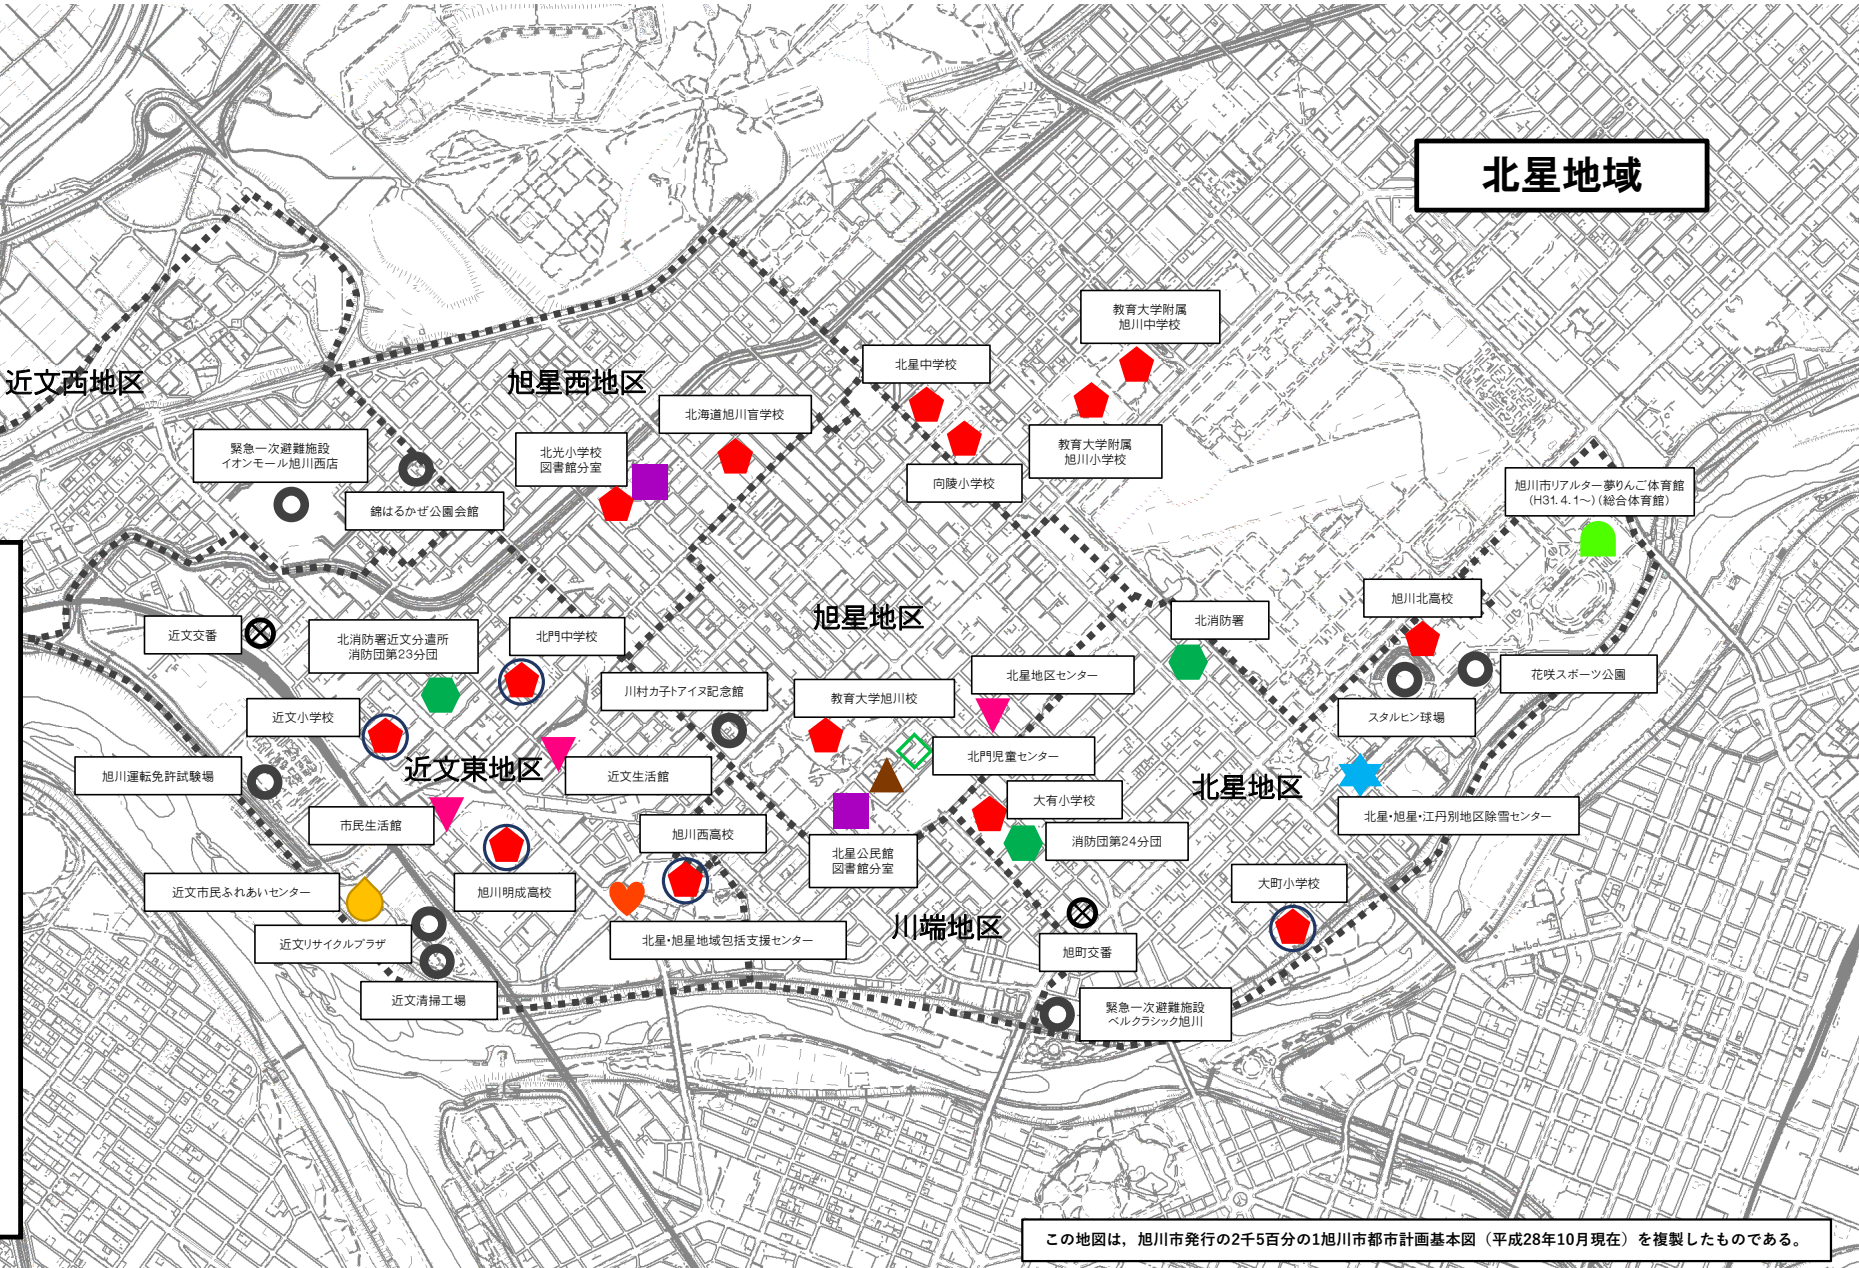 北星地域
教育大学附属
旭川中学校
北星中学校
近文西地区
旭星西地区
北海道旭川盲学校
緊急一次避難施設
イオンモール旭川西店
北光小学校
図書館分室
教育大学附属
旭川小学校
向陵小学校
旭川市リアルター夢りんご体育館
(H31.4.1~)(総合体育館)
錦はるかぜ公園会館
旭川北高校
旭星地区
北消防署
近文交番
北消防署近文分遣所
消防団第23分団
北門中学校
北星地区センター
花咲スポーツ公園
川村カ子トアイヌ記念館
教育大学旭川校
近文小学校
スタルヒン球場
北門児童センター
近文東地区
旭川運転免許試験場
近文生活館
北星地区
大有小学校
北星・旭星・江丹別地区除雪センター
市民生活館
旭川西高校
消防団第24分団
北星公民館
図書館分室
大町小学校
近文市民ふれあいセンター
旭川明成高校
川端地区
近文リサイクルプラザ
北星・旭星地域包括支援センター
旭町交番
近文清掃工場
緊急一次避難施設
ベルクラシック旭川
この地図は，旭川市発行の2千5百分の1旭川市都市計画基本図（平成28年10月現在）を複製したものである。